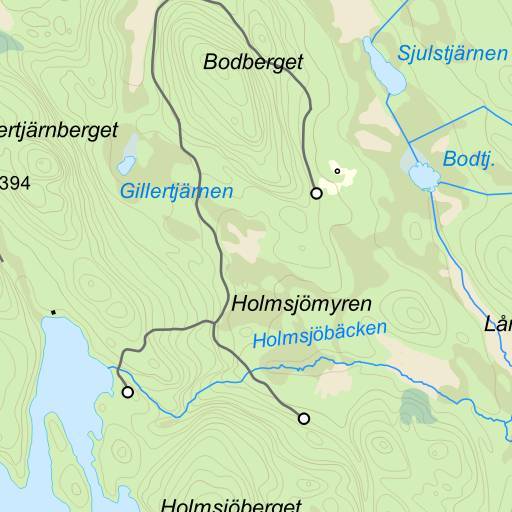 Bodberget
Sjulstjärnen
ertjärnberget
Bodtj.
394
Gillertjärnen
Holmsjömyren
Holmsjöbäcken
Lån
Holmsjöberget